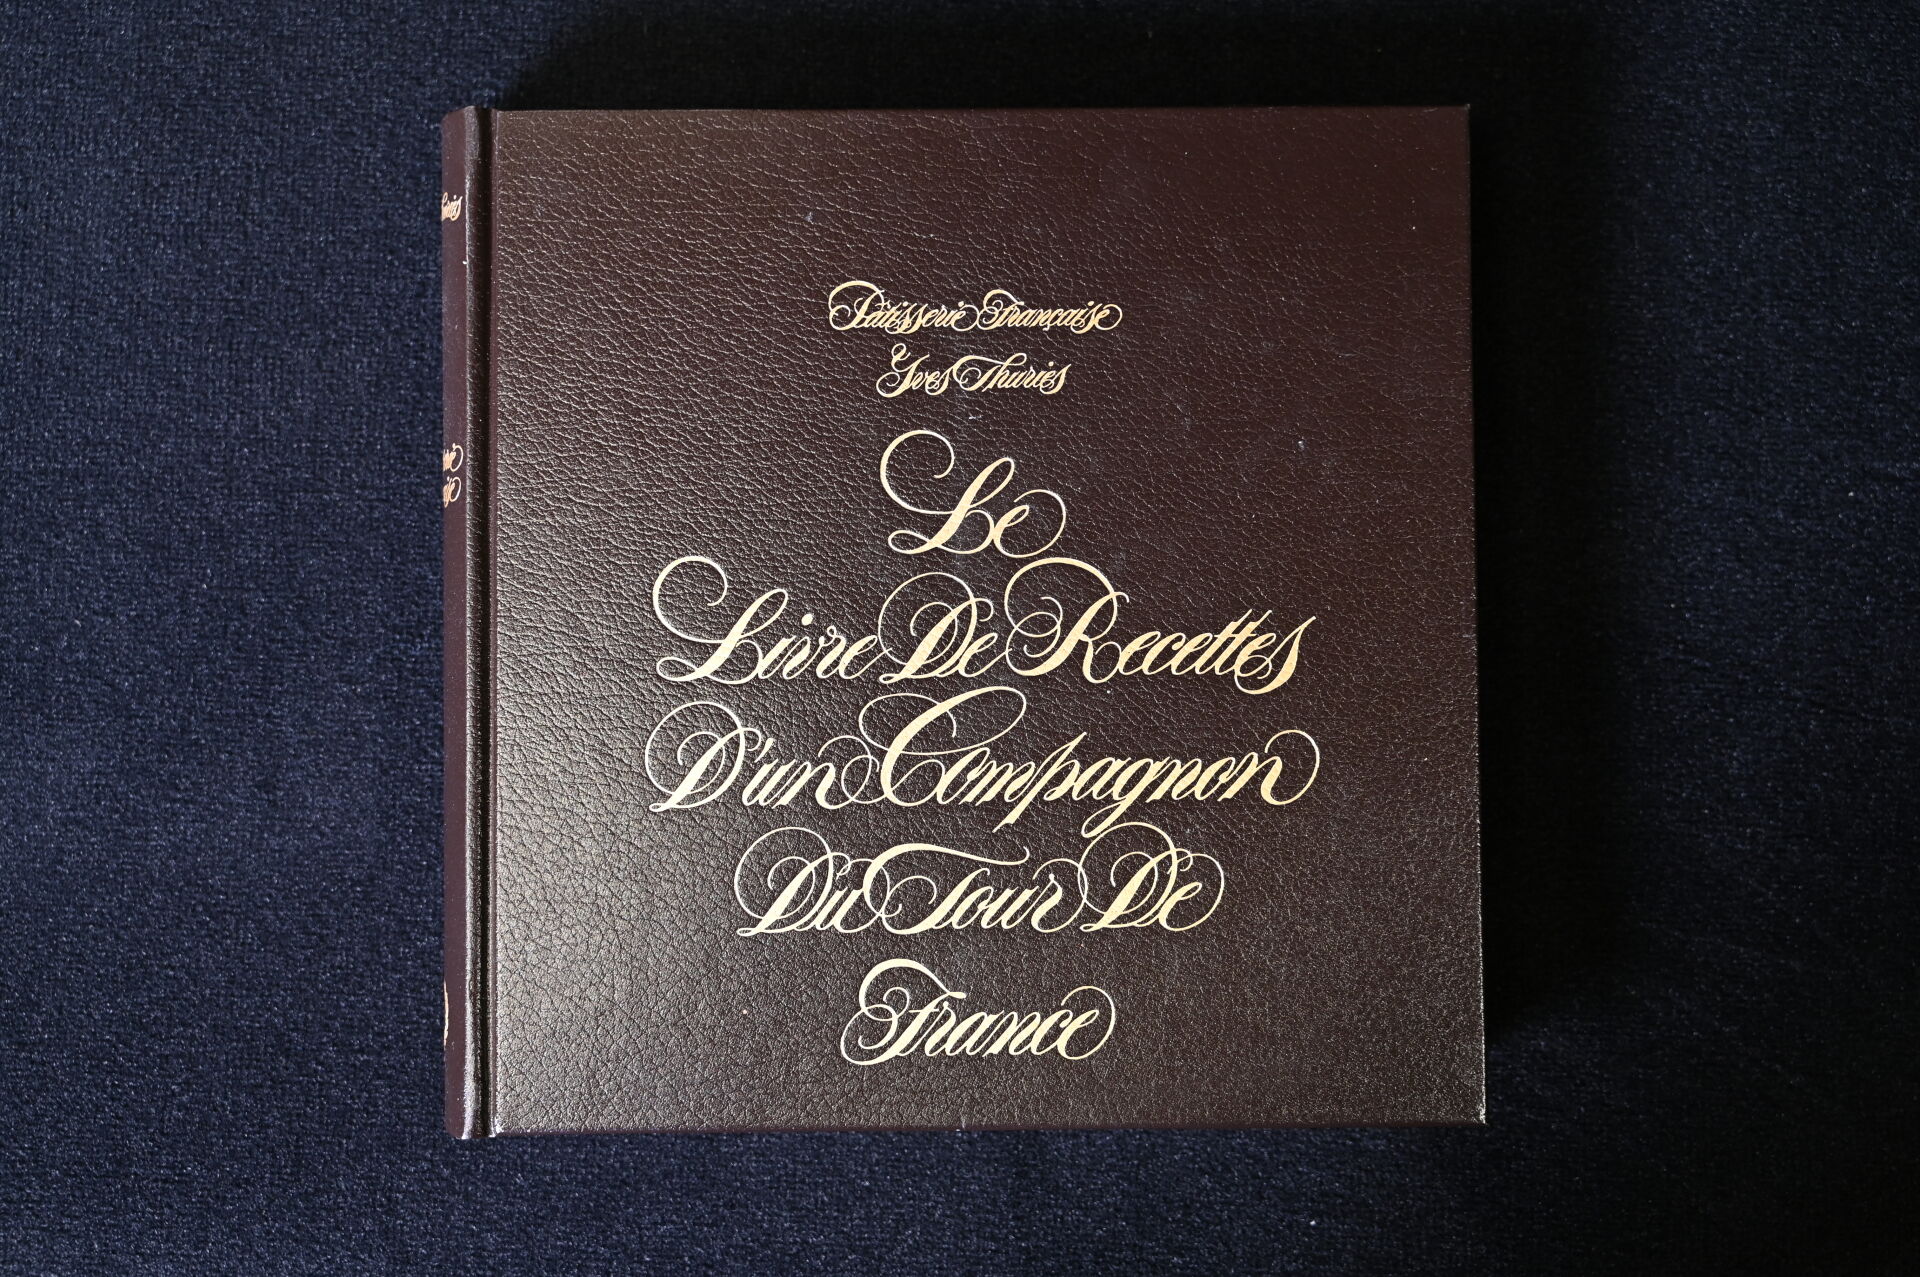 Pâtisserie Française
Yves Thuriès
Le
Livre De Recettes
D'un Compagnon
Du Tour De
France